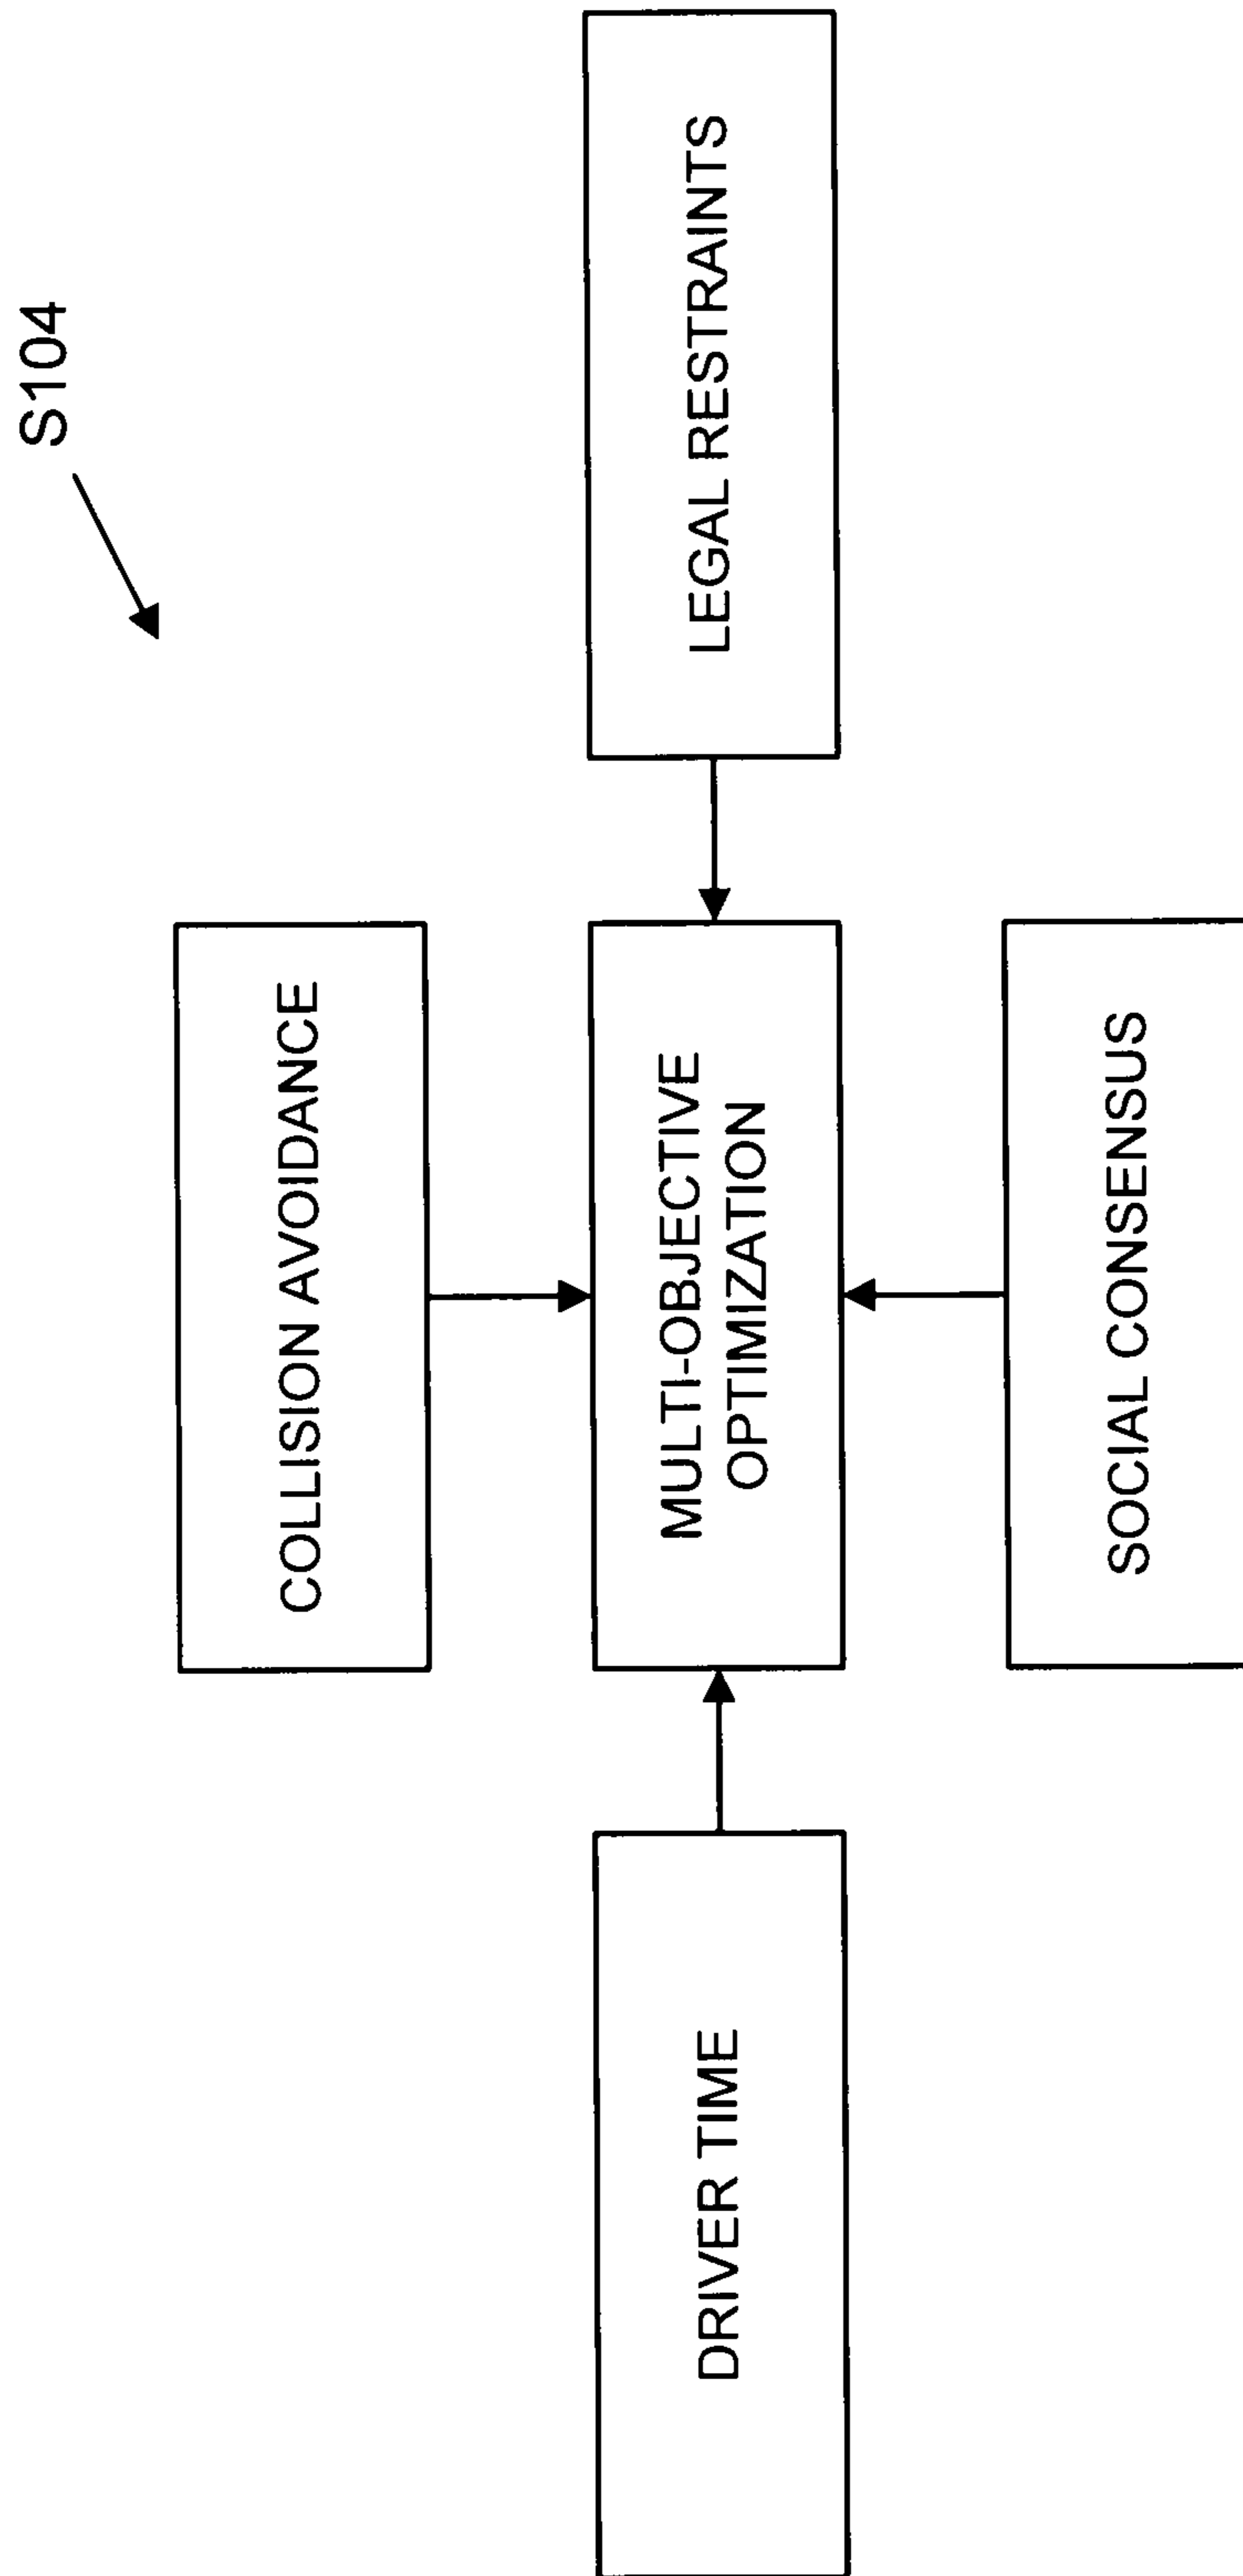 S104
COLLISION AVOIDANCE
DRIVER TIME
MULTI-OBJECTIVE
OPTIMIZATION
LEGAL RESTRAINTS
SOCIAL CONSENSUS